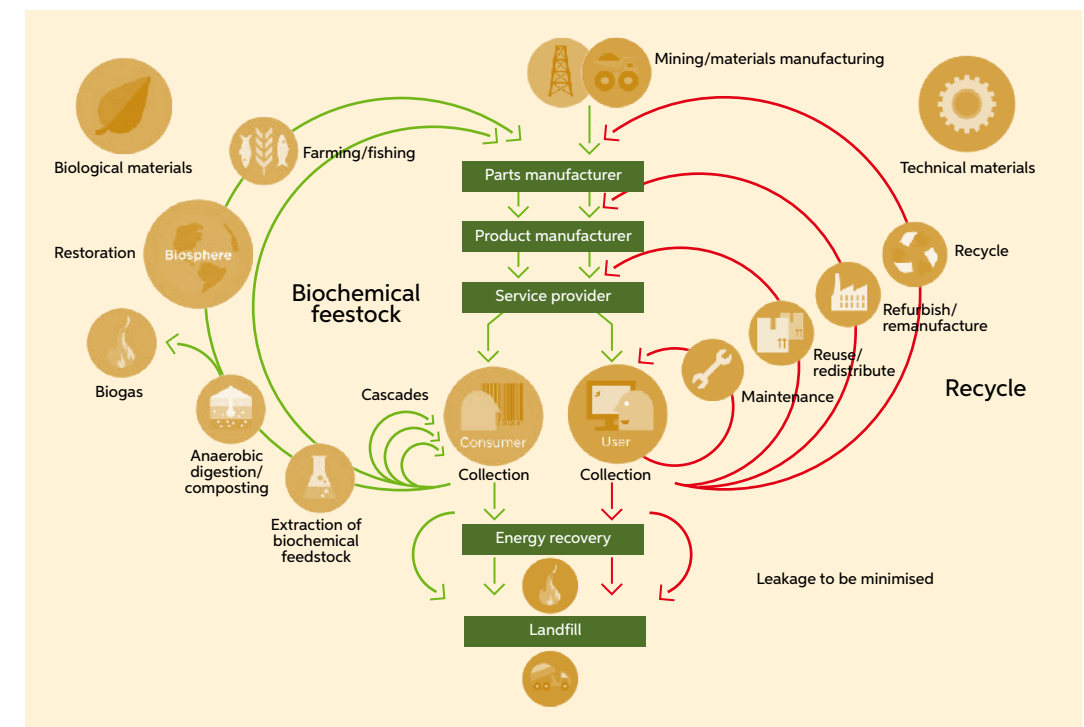 Mining/materials manufacturing
Biological materials
Farming/fishing
Technical materials
Parts manufacturer
Restoration
Biosphere
Product manufacturer
Recycle
Biochemical
feestock
Service provider
Refurbish/
remanufacture
Biogas
Reuse/
redistribute
Cascades
Maintenance
Recycle
Consumer
User
Anaerobic
digestion/
composting
Collection
Collection
Extraction of
biochemical
feedstock
Energy recovery
Leakage to be minimised
Landfill